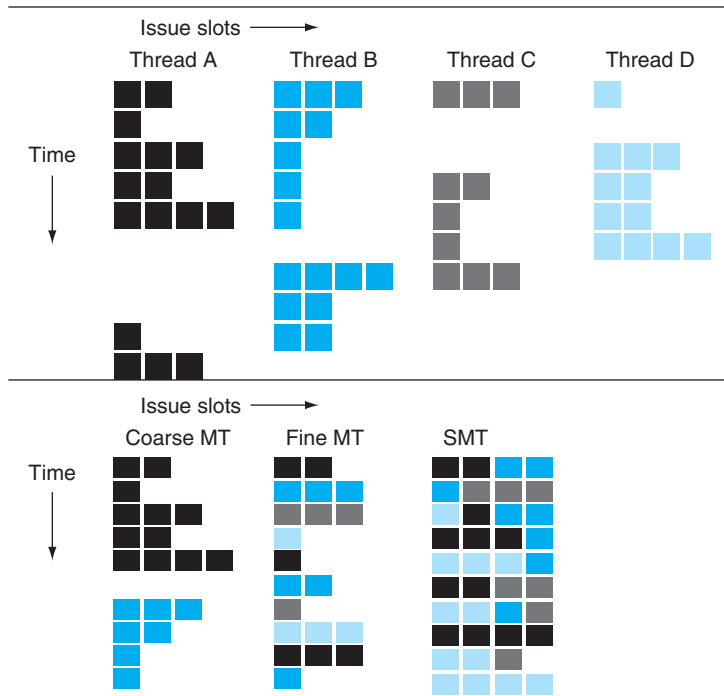 Issue slots
Thread A Thread B Thread C Thread D
Time
Issue slots
Coarse MT Fine MT SMT
Time